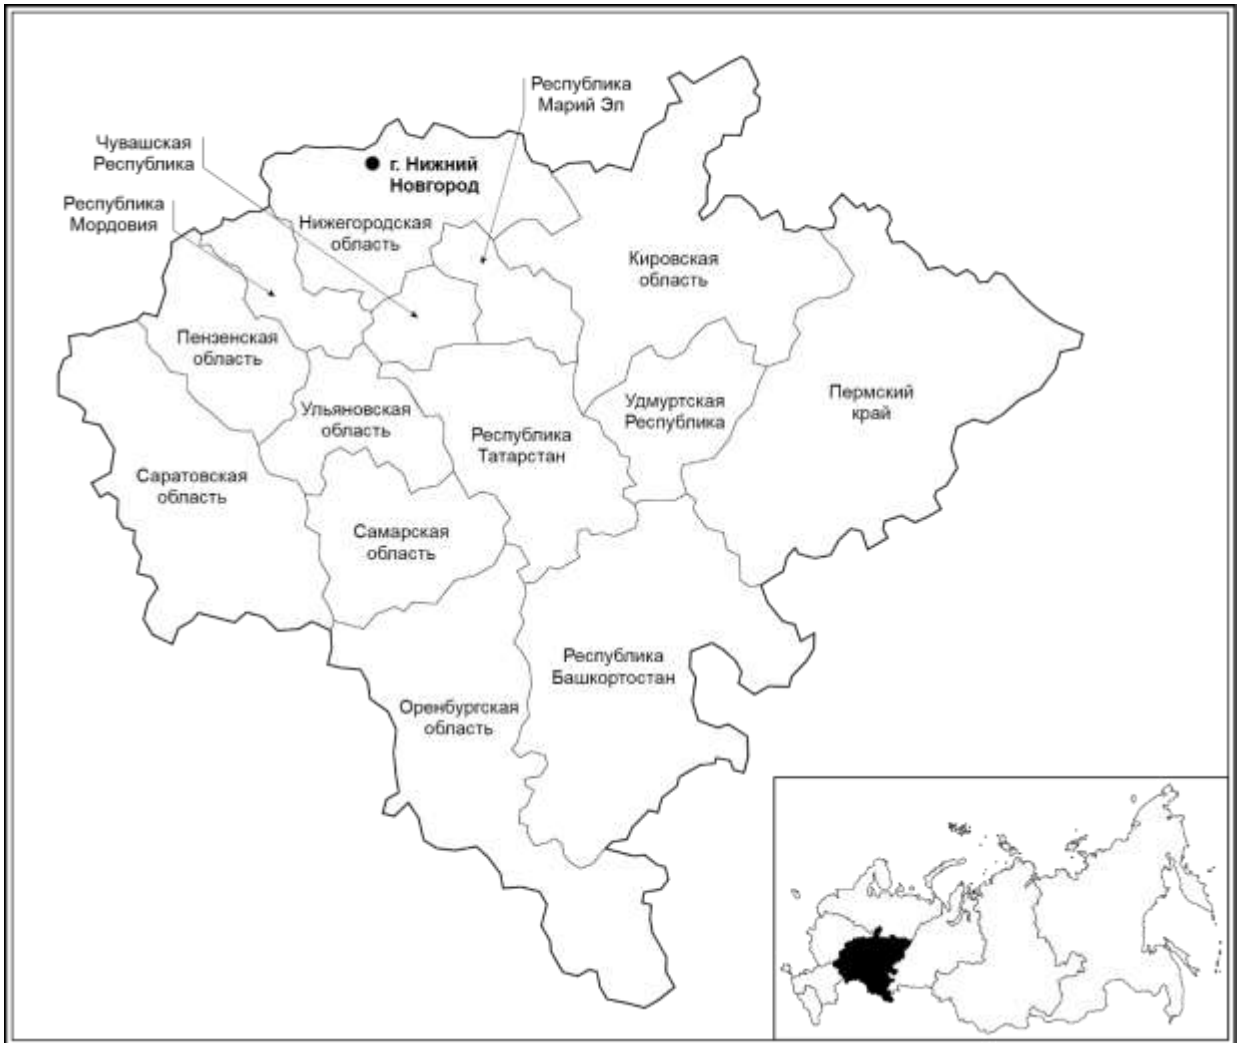 Республика
Марий Эл
Чувашская
Республика
г. Нижний
Новгород
Республика
Мордовия
Нижегородская
область
Кировская
область
Пензенская
область
Пермский
край
Удмуртская
Республика
Ульяновская
область
Республика
Татарстан
Саратовская
область
Самарская
область
Республика
Башкортостан
Оренбургская
область